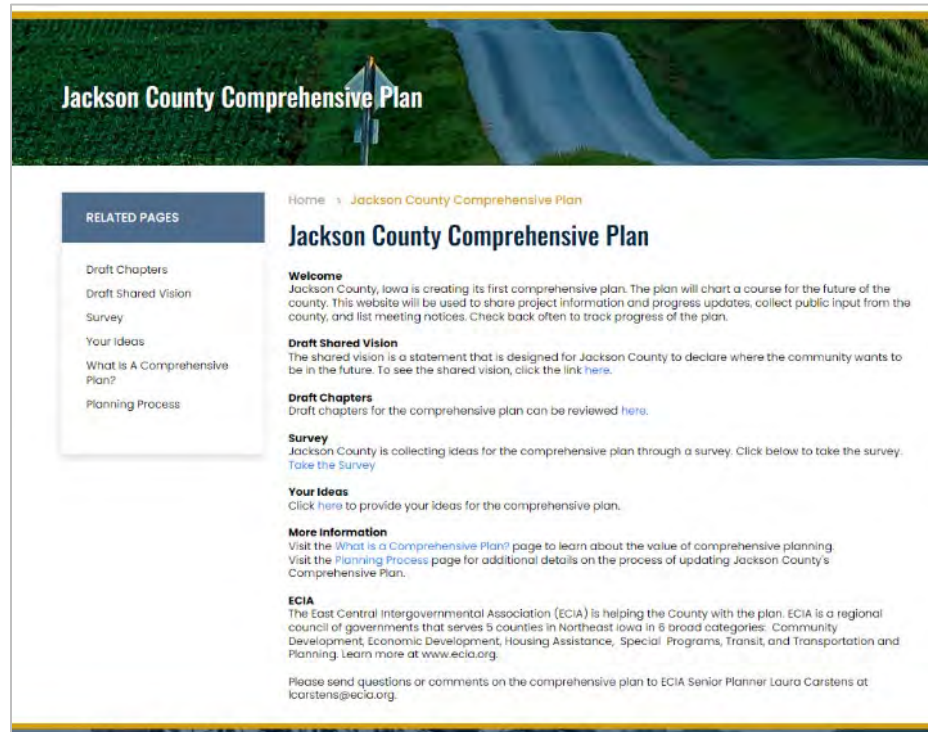 Jackson County Comprehensive Plan
RELATED PAGES
Draft Chapters
Draft Shared Vision
Survey
Your Ideas
What Is A Comprehensive
Plan?
Planning Process
Home > Jackson County Comprehensive Plan
Jackson County Comprehensive Plan
Welcome
Jackson County, Iowa is creating its first comprehensive plan. The plan will chart a course for the future of the
county. This website will be used to share project information and progress updates, collect public input from the
county, and list meeting notices. Check back often to track progress of the plan.
Draft Shared Vision
The shared vision is a statement that is designed for Jackson County to declare where the community wants to
be in the future. To see the shared vision, click the link here.
Draft Chapters
Draft chapters for the comprehensive plan can be reviewed here.
Survey
Jackson County is collecting ideas for the comprehensive plan through a survey. Click below to take the survey.
Take the Survey
Your Ideas
Click here to provide your ideas for the comprehensive plan.
More Information
Visit the What is a Comprehensive Plan? page to learn about the value of comprehensive planning.
Visit the Planning Process page for additional details on the process of updating Jackson County's
Comprehensive Plan.
ECIA
The East Central Intergovernmental Association (ECIA) is helping the County with the plan. ECIA is a regional
council of governments that serves 5 counties in Northeast Iowa in 6 broad categories: Community
Development, Economic Development, Housing Assistance, Special Programs, Transit, and Transportation and
Planning. Learn more at www.ecia.org.
Please send questions or comments on the comprehensive plan to ECIA Senior Planner Laura Carstens at
lcarstens@ecia.org.